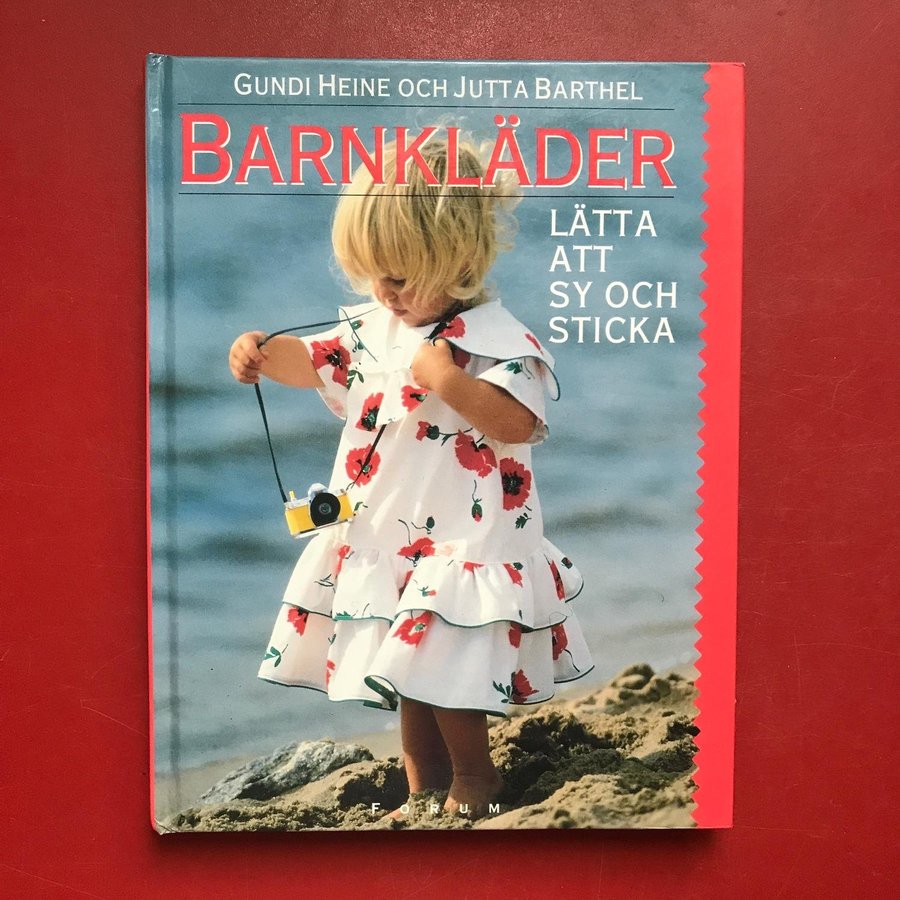 GUNDI HEINE OCH JUTTA BARTHEL
BARNKLÄDER
LÄTTA
ATT
SY OCH
STICKA
FORUM